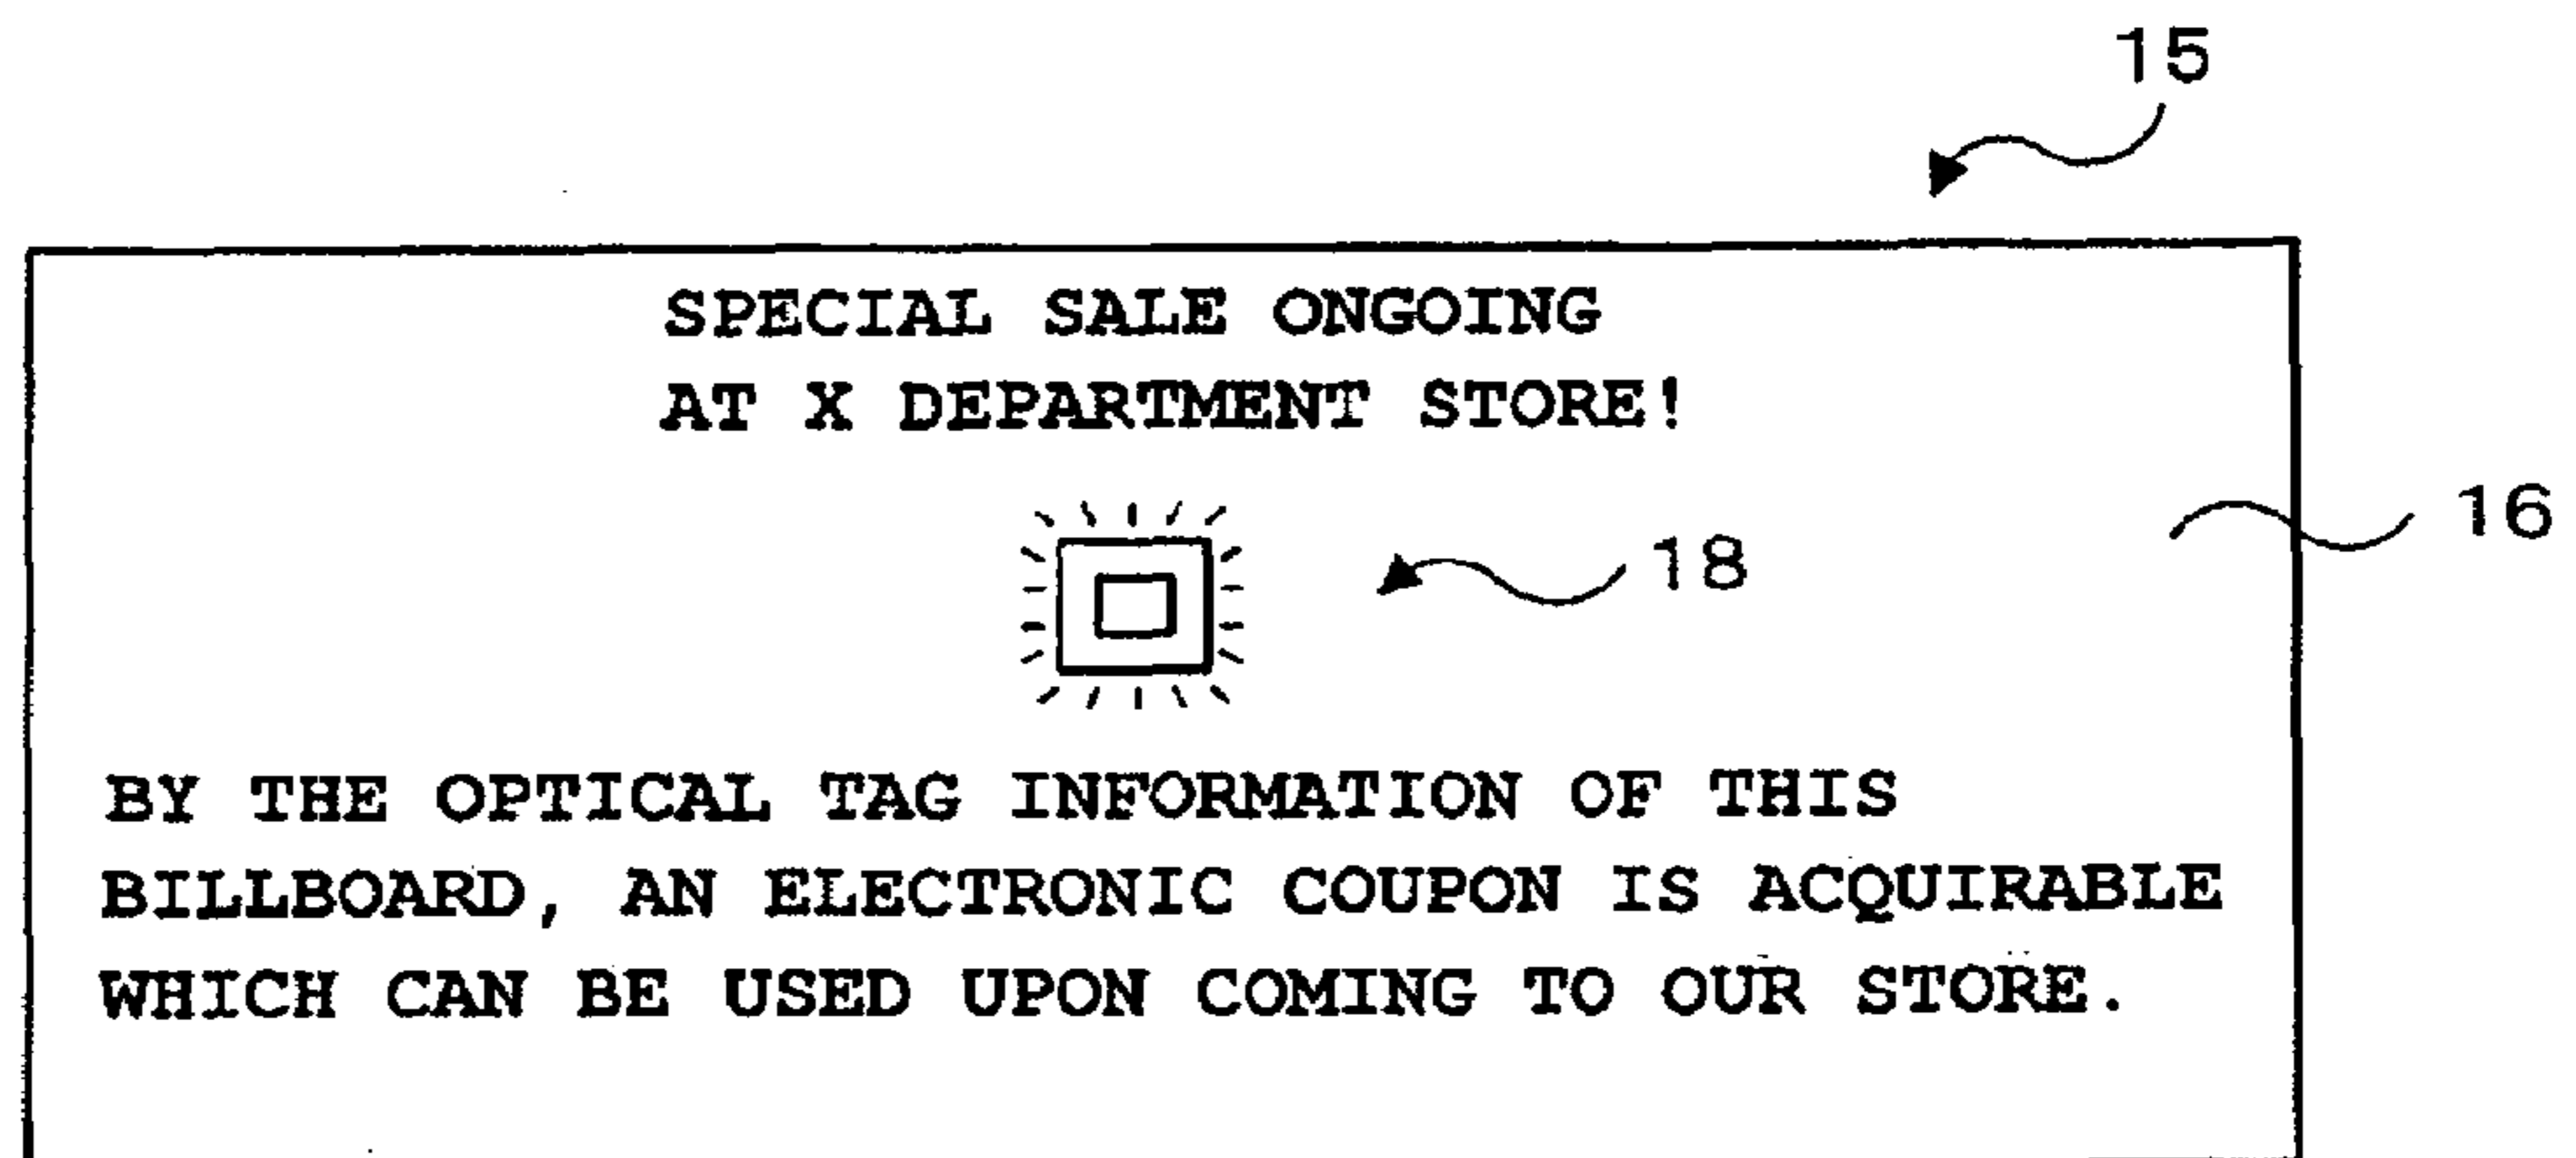 15
SPECIAL SALE ONGOING
AT X DEPARTMENT STORE!
16
18
BY THE OPTICAL TAG INFORMATION OF THIS
BILLBOARD, AN ELECTRONIC COUPON IS ACQUIRABLE
WHICH CAN BE USED UPON COMING TO OUR STORE.